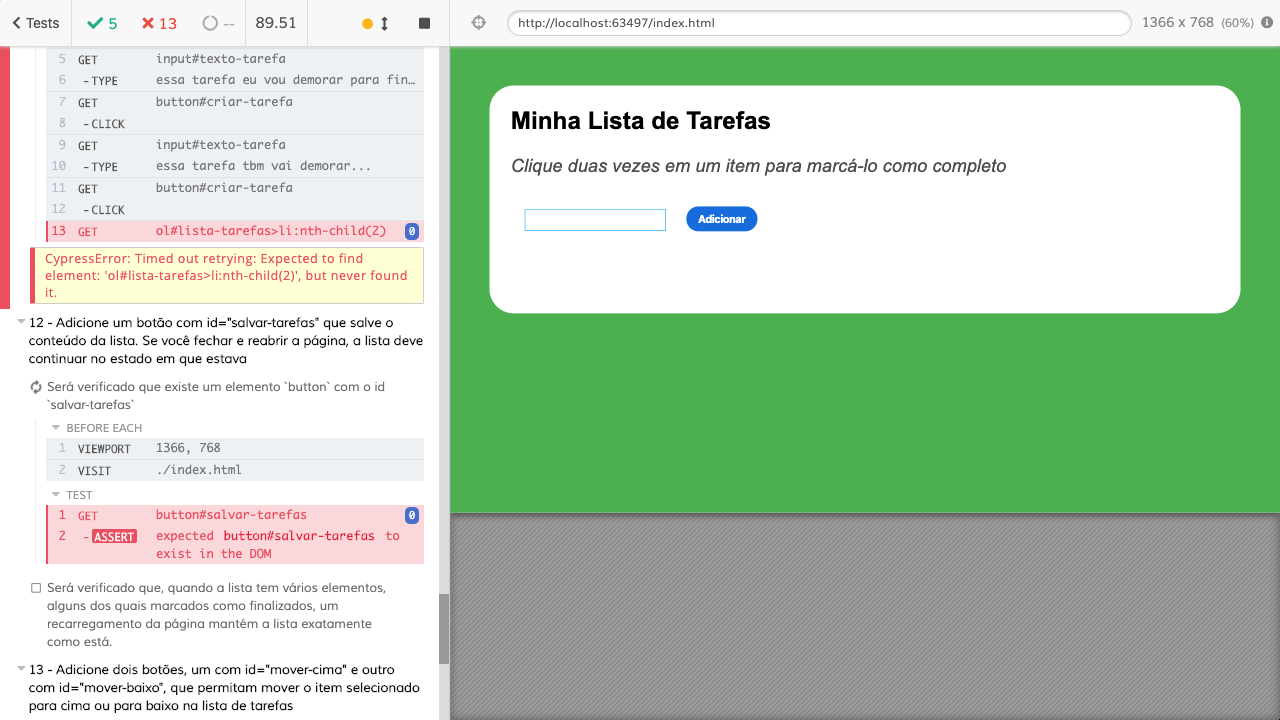 Tests
5
13
--
89.51
http://localhost:63497/index.html
1366 x 768 (60%)
5 GET input#texto-tarefa
6 -TYPE essa tarefa eu vou demorar para fin…
7 GET button#criar-tarefa
8 -CLICK
9 GET input#texto-tarefa
10 -TYPE essa tarefa tbm vai demorar...
11 GET button#criar-tarefa
12 -CLICK
13 GET ol#lista-tarefas>li:nth-child(2) 0
CypressError: Timed out retrying: Expected to find
element: 'ol#lista-tarefas>li:nth-child(2)', but never found
it.
12 - Adicione um botão com id="salvar-tarefas" que salve o
conteúdo da lista. Se você fechar e reabrir a página, a lista deve
continuar no estado em que estava
Será verificado que existe um elemento `button` com o id
`salvar-tarefas`
BEFORE EACH
1 VIEWPORT 1366, 768
2 VISIT ./index.html
TEST
1 GET button#salvar-tarefas 0
2 -ASSERT expected button#salvar-tarefas to
exist in the DOM
Será verificado que, quando a lista tem vários elementos,
alguns dos quais marcados como finalizados, um
recarregamento da página mantém a lista exatamente
como está.
13 - Adicione dois botões, um com id="mover-cima" e outro
com id="mover-baixo", que permitam mover o item selecionado
para cima ou para baixo na lista de tarefas
Minha Lista de Tarefas
Clique duas vezes em um item para marcá-lo como completo
Adicionar